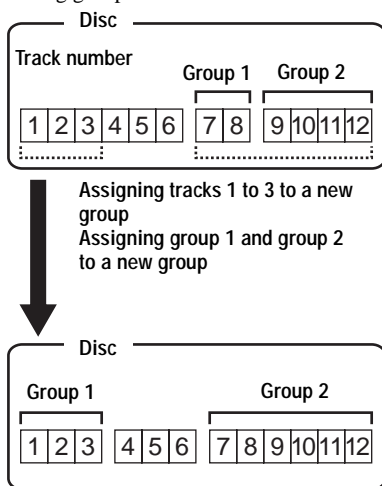 Disc
Track number
Group 1 Group 2
1 2 3 4 5 6 7 8 9 10 11 12
Assigning tracks 1 to 3 to a new
group
Assigning group 1 and group 2
to a new group
Disc
Group 1 Group 2
1 2 3 4 5 6 7 8 9 10 11 12